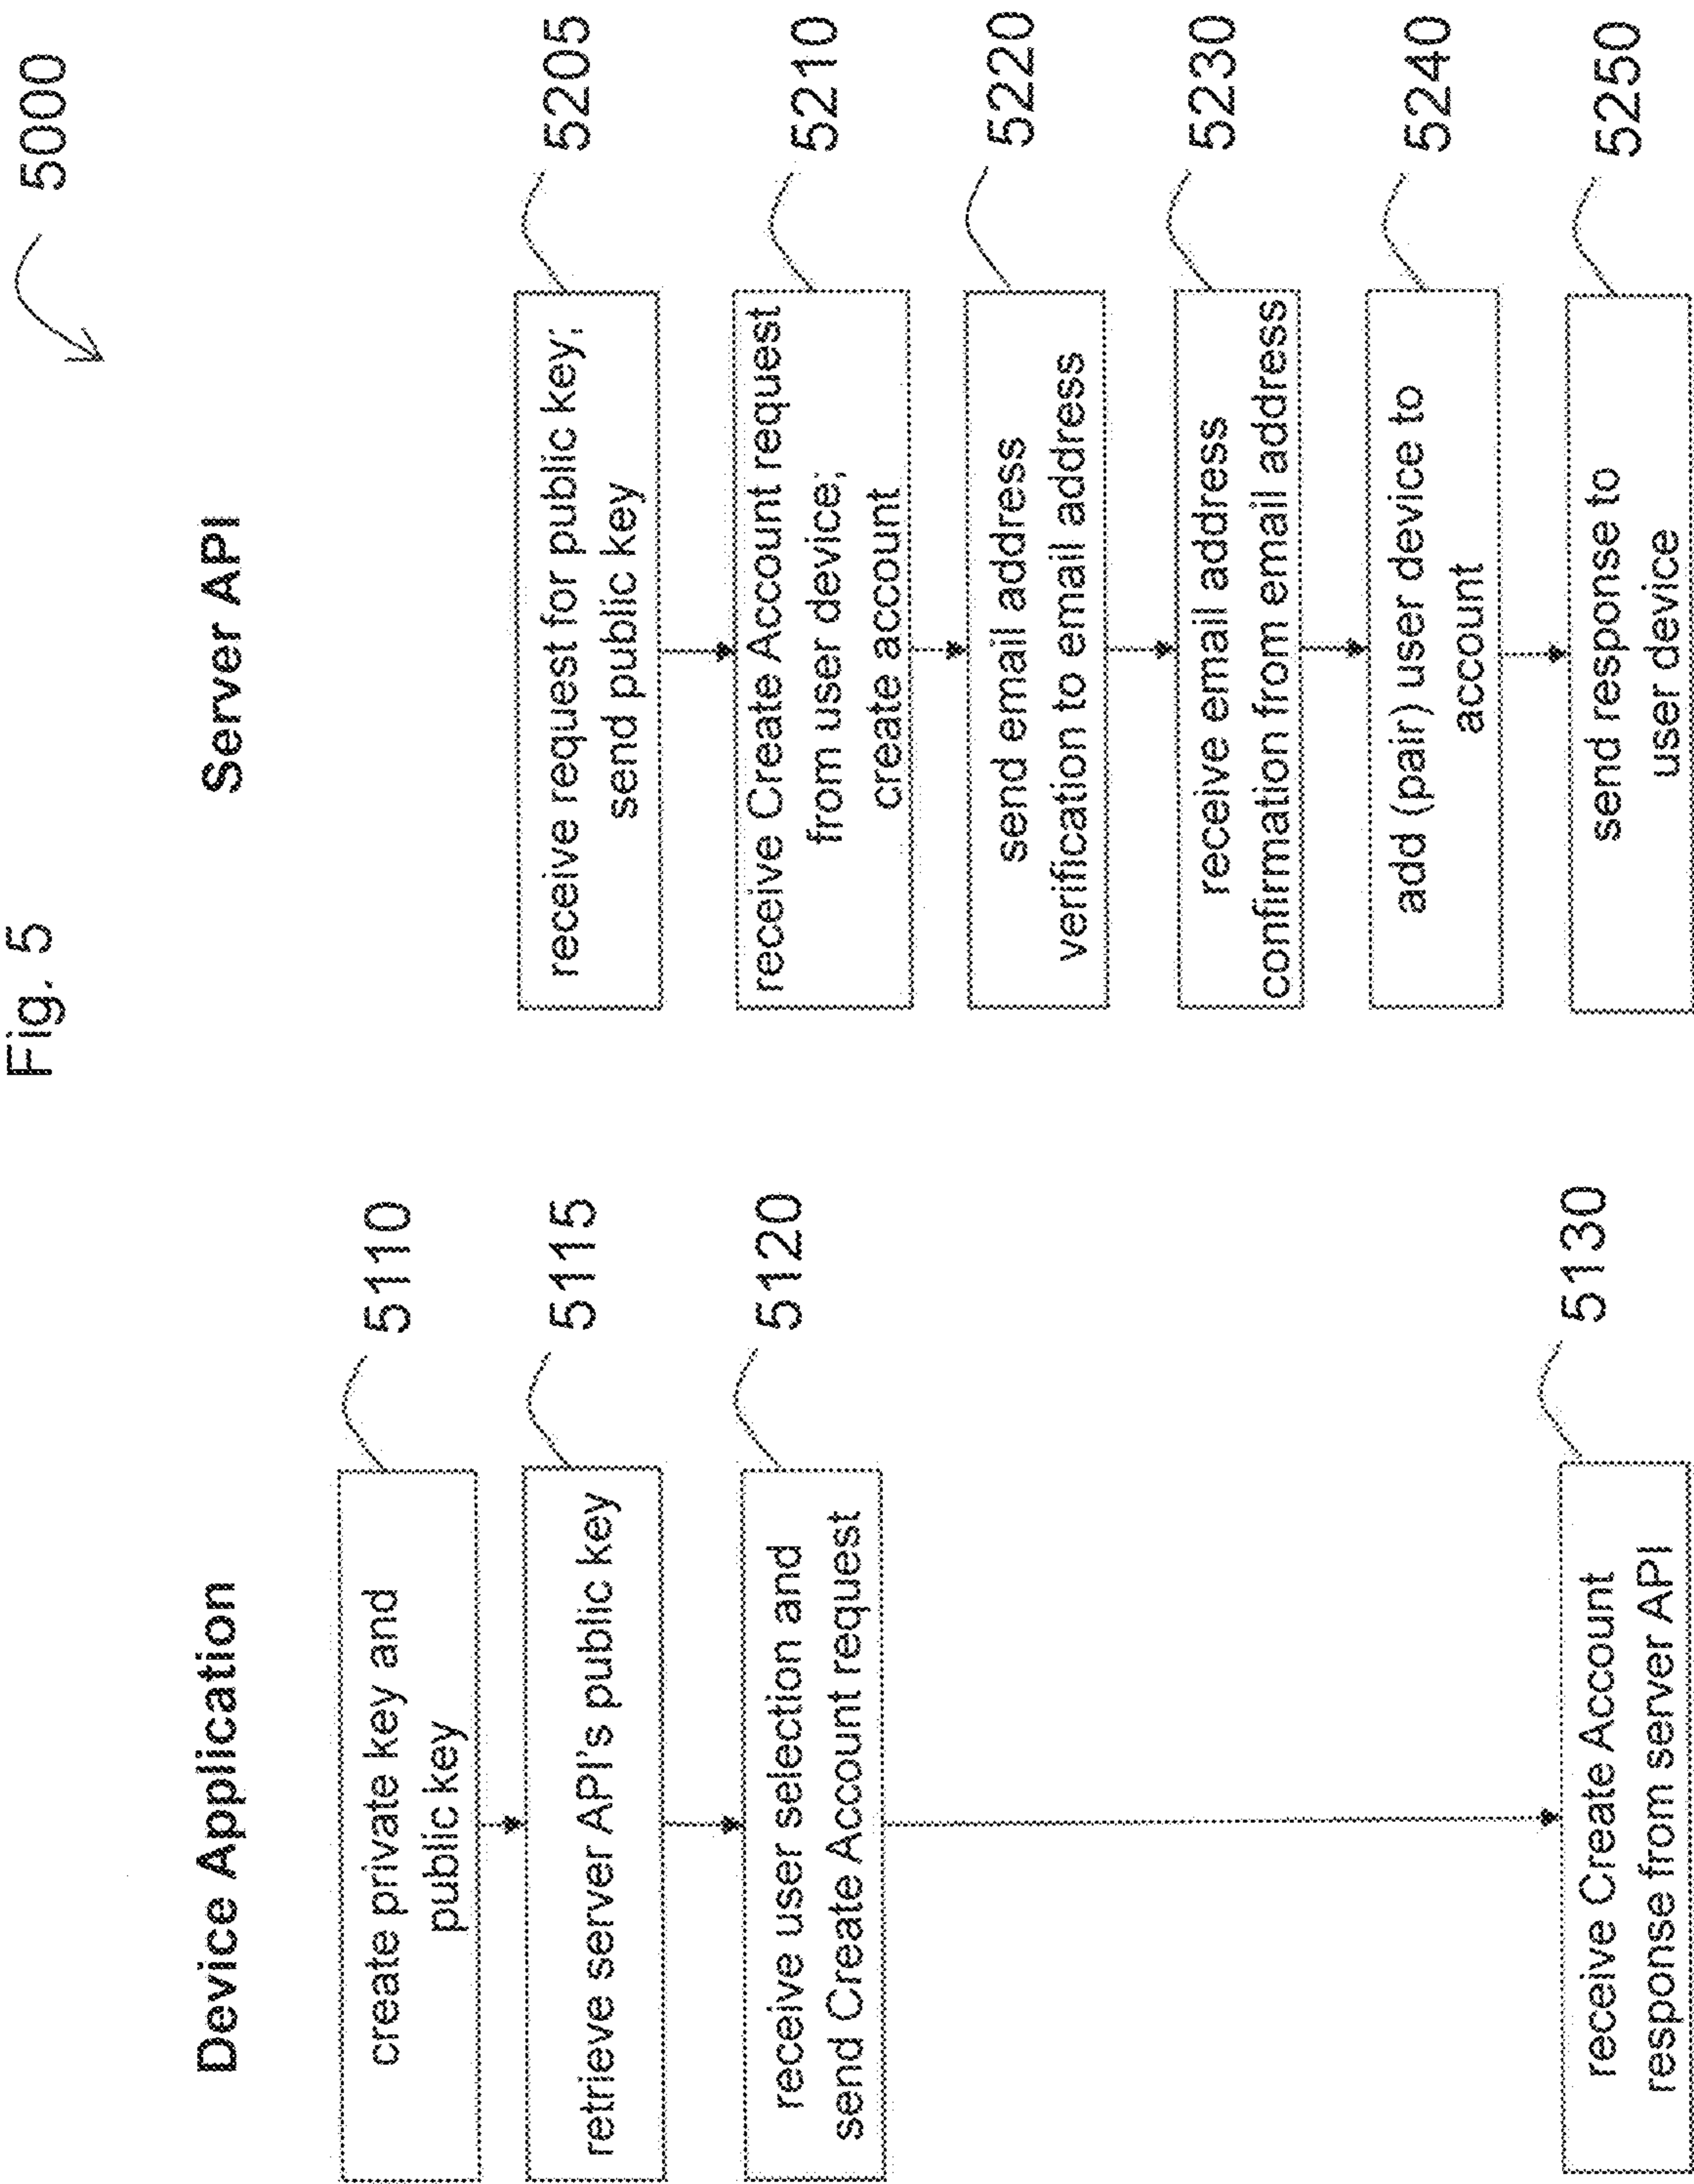 Fig. 5
5000
Device Application
Server API
create private key and
public key
5110
retrieve server API's public key
5115
receive request for public key;
send public key
5205
receive user selection and
send Create Account request
5120
receive Create Account request
from user device;
create account
5210
send email address
verification to email address
5220
receive email address
confirmation from email address
5230
add (pair) user device to
account
5240
receive Create Account
response from server API
5130
send response to
user device
5250